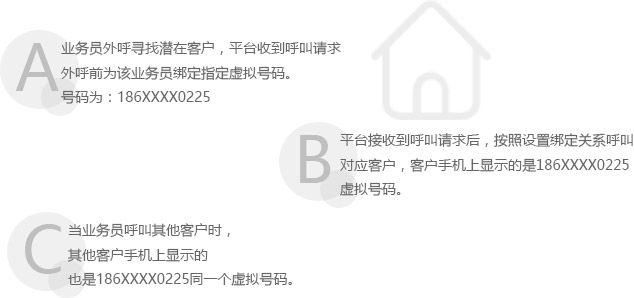 A
业务员外呼寻找潜在客户，平台收到呼叫请求
外呼前为该业务员绑定指定虚拟号码。
号码为：186XXXX0225
B
平台接收到呼叫请求后，按照设置绑定关系呼叫
对应客户，客户手机上显示的是186XXXX0225
虚拟号码。
C
当业务员呼叫其他客户时，
其他客户手机上显示的
也是186XXXX0225同一个虚拟号码。